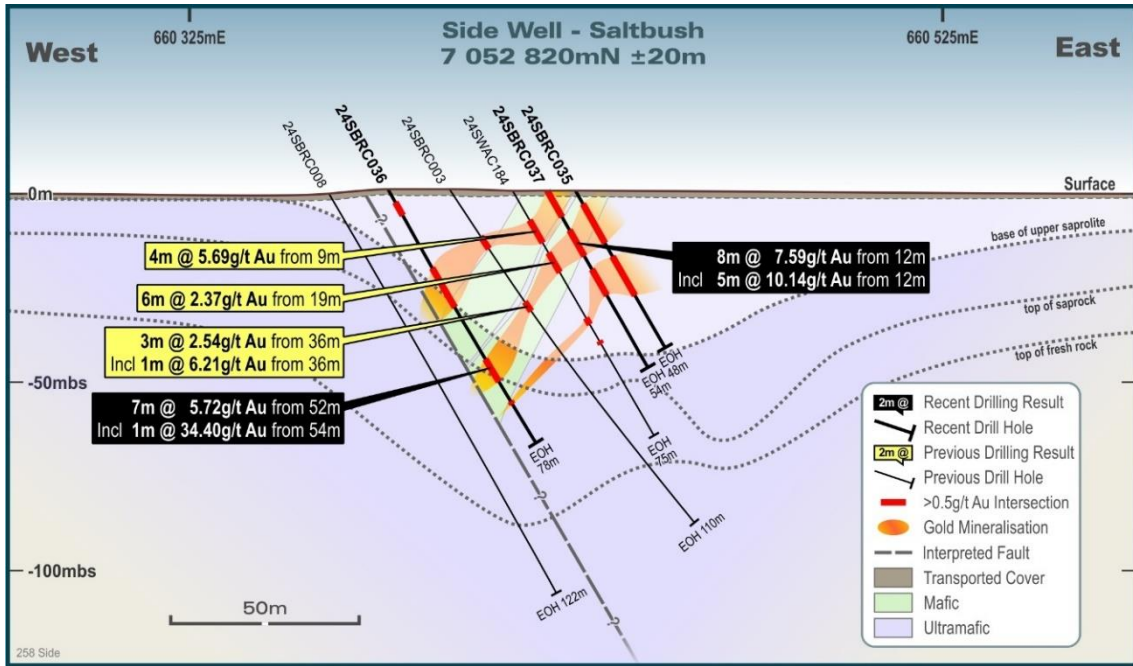 660 325mE
Side Well - Saltbush
7 052 820mN ±20m
660 525mE
West
East
24SBRC008
24SBRC036
24SBRC003
24SWAC184
24SBRC037
24SBRC035
0m
Surface
?
base of upper saprolite
4m @ 5.69g/t Au from 9m
8m @ 7.59g/t Au from 12m
Incl 5m @ 10.14g/t Au from 12m
6m @ 2.37g/t Au from 19m
top of saprock
3m @ 2.54g/t Au from 36m
Incl 1m @ 6.21g/t Au from 36m
top of fresh rock
-50mbs
EOH
54m
EOH
48m
7m @ 5.72g/t Au from 52m
Incl 1m @ 34.40g/t Au from 54m
EOH
78m
EOH
75m
?
EOH 110m
EOH 122m
?
-100mbs
50m
2m @ Recent Drilling Result
Recent Drill Hole
2m @ Previous Drilling Result
Previous Drill Hole
>0.5g/t Au Intersection
Gold Mineralisation
Interpreted Fault
Transported Cover
Mafic
Ultramafic
258 Side